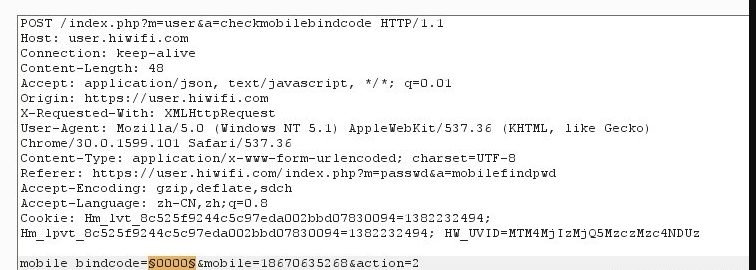 POST /index.php?m=user&a=checkmobilebindcode HTTP/1.1
Host: user.hiwifi.com
Connection: keep-alive
Content-Length: 48
Accept: application/json, text/javascript, */*; q=0.01
Origin: https://user.hiwifi.com
X-Requested-With: XMLHttpRequest
User-Agent: Mozilla/5.0 (Windows NT 5.1) AppleWebKit/537.36 (KHTML, like Gecko)
Chrome/30.0.1599.101 Safari/537.36
Content-Type: application/x-www-form-urlencoded; charset=UTF-8
Referer: https://user.hiwifi.com/index.php?m=passwd&a=mobilefindpwd
Accept-Encoding: gzip,deflate,sdch
Accept-Language: zh-CN,zh;q=0.8
Cookie: Hm_lvt_8c525f9244c5c97eda002bbd07830094=1382232494;
Hm_lpvt_8c525f9244c5c97eda002bbd07830094=1382232494; HW_UVID=MTM4MjIzMjQ5MzczMzc4NDUz
mobile_bindcode=§0000§&mobile=18670635268&action=2